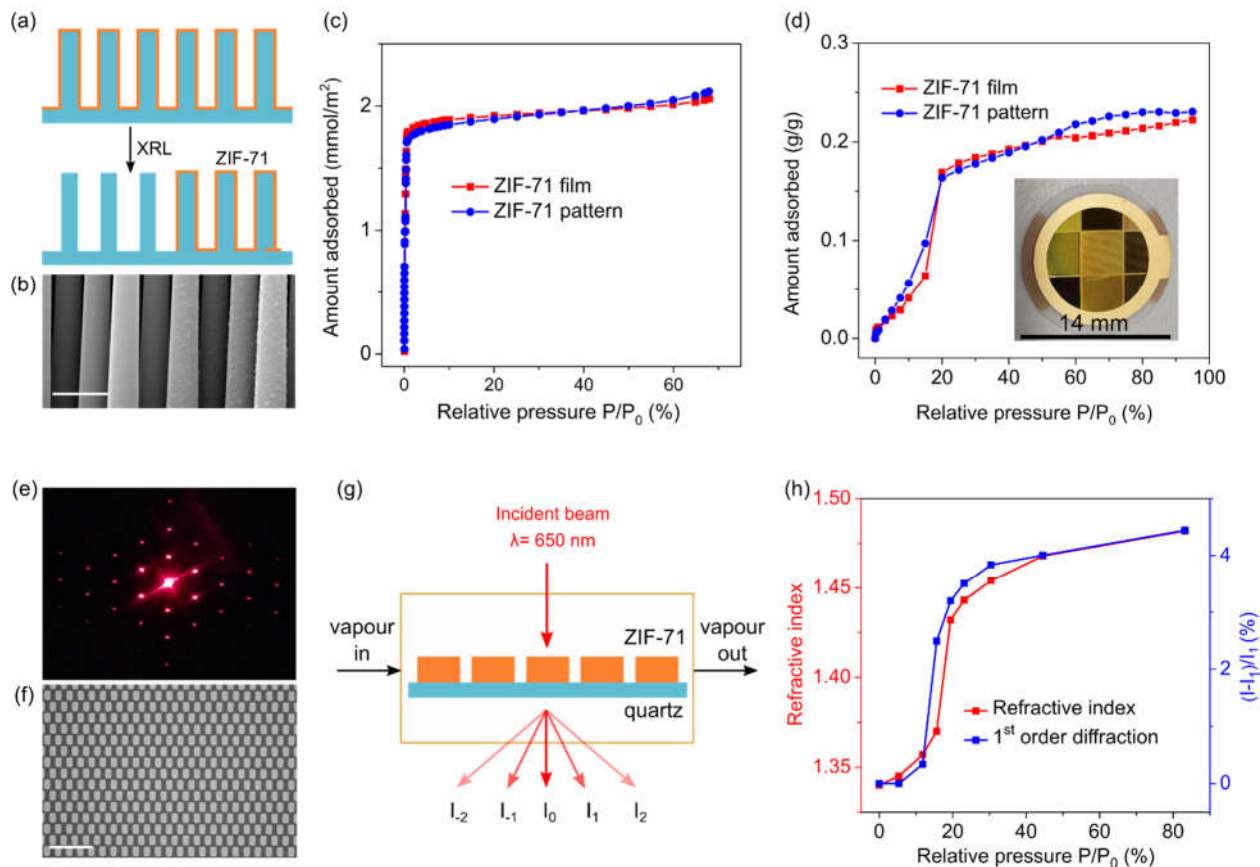 (a)
XRL
ZIF-71
(b)
(c)
Amount adsorbed (mmol/m²)
2
1
0
ZIF-71 film
ZIF-71 pattern
0 20 40 60
Relative pressure P/P₀ (%)
(d)
Amount adsorbed (g/g)
0.3
0.2
0.1
0.0
ZIF-71 film
ZIF-71 pattern
14 mm
0 20 40 60 80 100
Relative pressure P/P₀ (%)
(e)
(f)
(g)
Incident beam
λ= 650 nm
vapour
in
ZIF-71
vapour
out
quartz
I₋₂ I₋₁ I₀ I₁ I₂
(h)
Refractive index
1.50
1.45
1.40
1.35
Refractive index
1ˢᵗ order diffraction
4
2
0
(I-I₁)/I₁ (%)
0 20 40 60 80
Relative pressure P/P₀ (%)